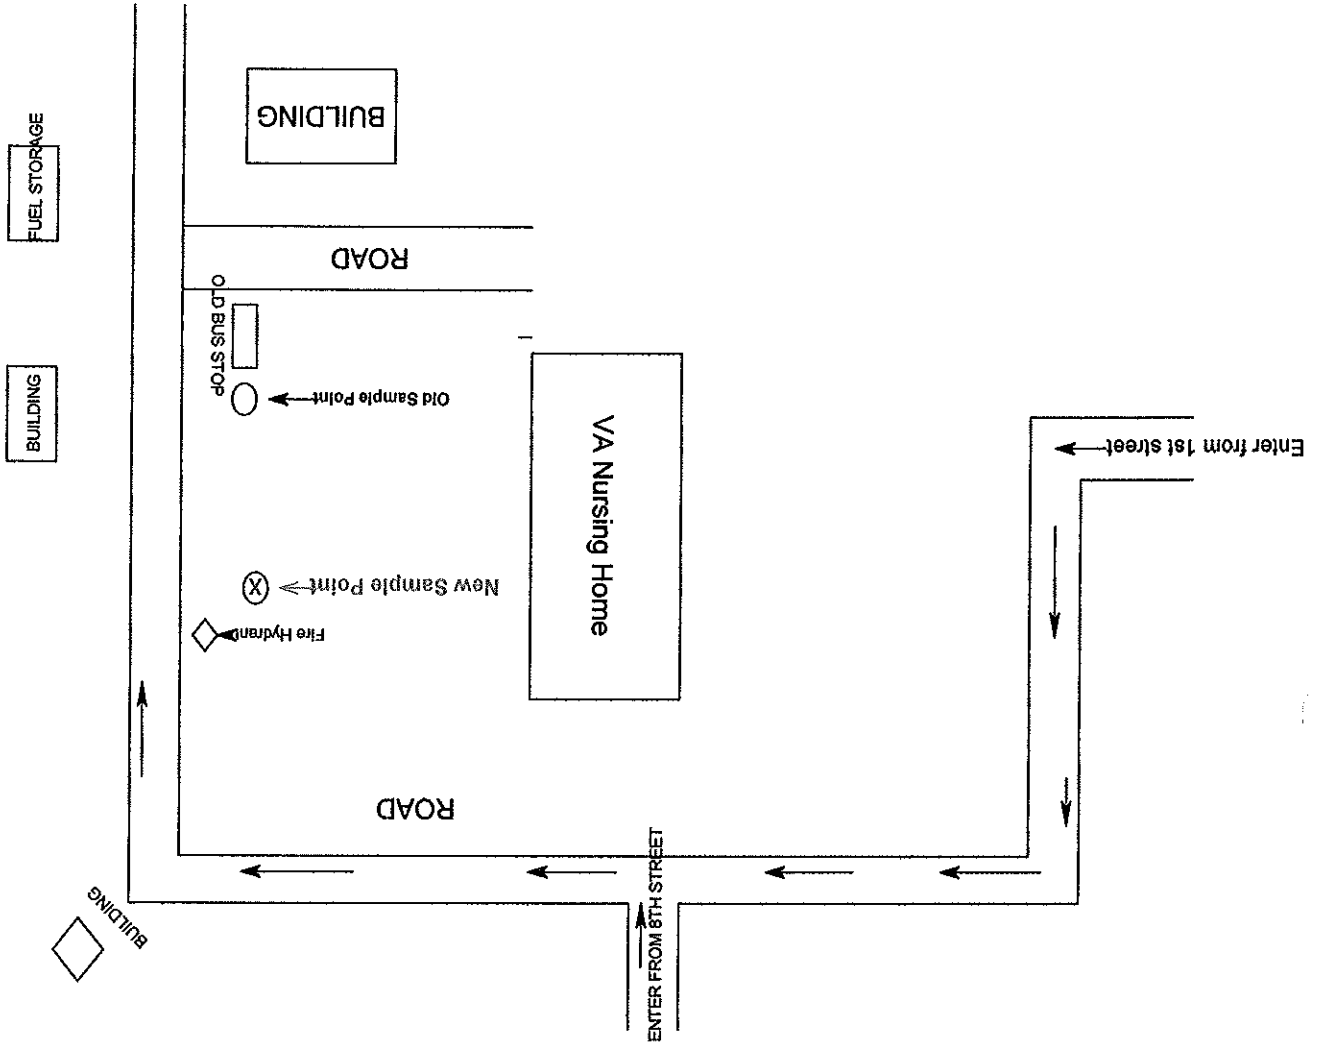 FUEL STORAGE
BUILDING
ROAD
OLD BUS STOP
Old Sample Point
BUILDING
VA Nursing Home
Enter from 1st street
New Sample Point
Fire Hydrant
ROAD
ENTER FROM 8TH STREET
BUILDING